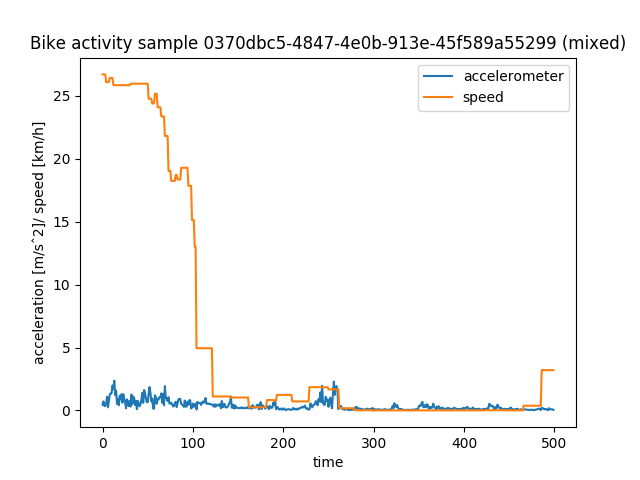 Bike activity sample 0370dbc5-4847-4e0b-913e-45f589a55299 (mixed)
accelerometer
speed
acceleration [m/s^2]/ speed [km/h]
25
20
15
10
5
0
0 100 200 300 400 500
time